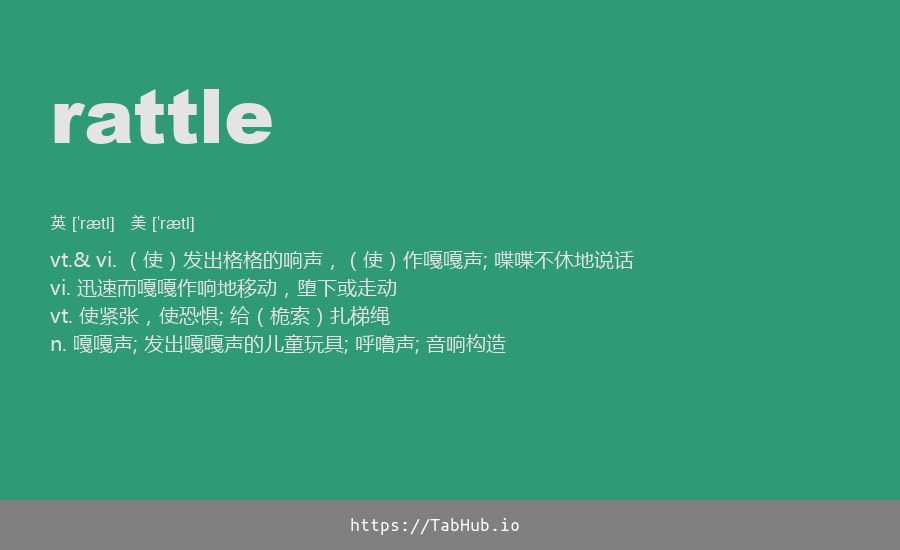 rattle
英 [ˈrætl] 美 [ˈrætl]
vt.& vi. （使）发出格格的响声，（使）作嘎嘎声; 喋喋不休地说话
vi. 迅速而嘎嘎作响地移动，堕下或走动
vt. 使紧张，使恐惧; 给（桅索）扎梯绳
n. 嘎嘎声; 发出嘎嘎声的儿童玩具; 呼噜声; 音响构造
https://TabHub.io